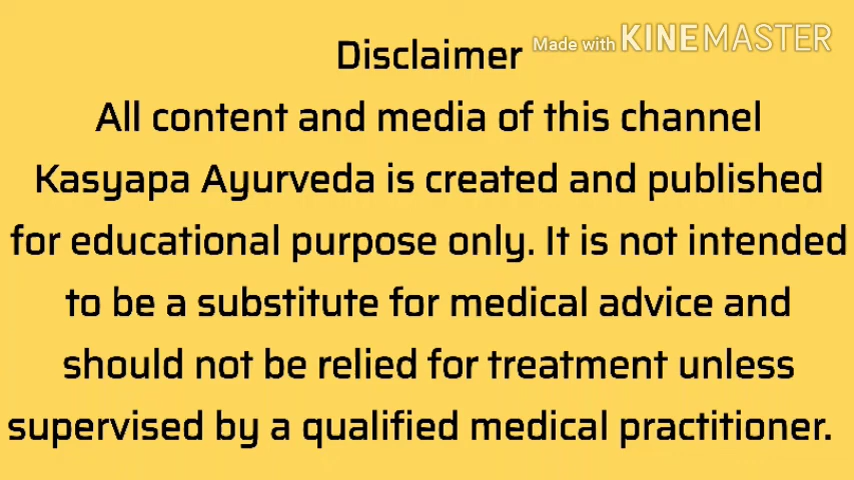 Disclaimer
Made with KINEMASTER
All content and media of this channel
Kasyapa Ayurveda is created and published
for educational purpose only. It is not intended
to be a substitute for medical advice and
should not be relied for treatment unless
supervised by a qualified medical practitioner.